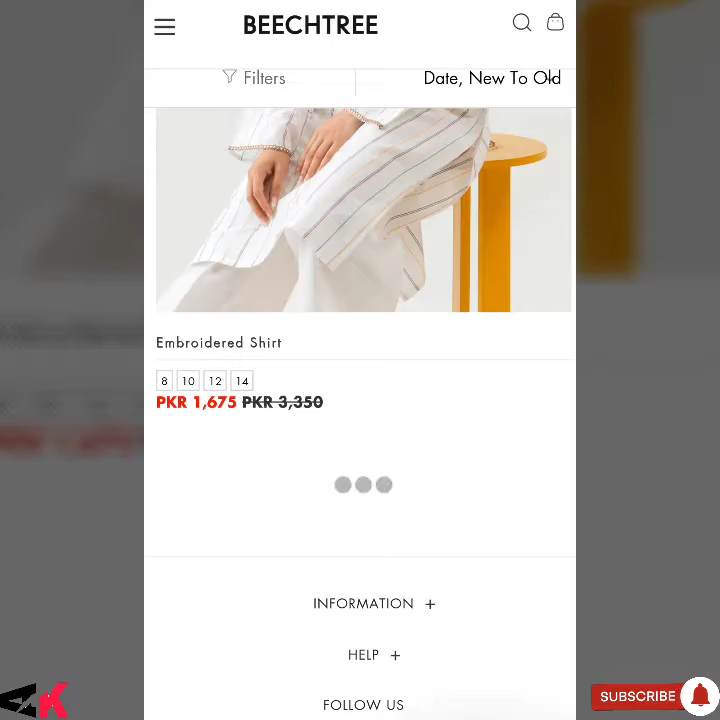 BEECHTREE
Filters
Date, New To Old
Embroidered Shirt
8 10 12 14
PKR 1,675 PKR 3,350
INFORMATION +
HELP +
FOLLOW US
AK
SUBSCRIBE